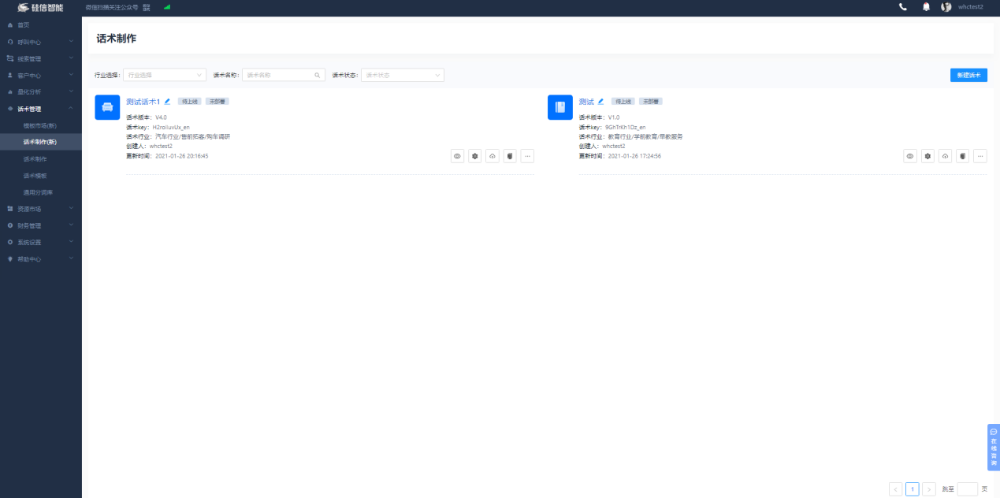 硅信智能 微信扫描关注公众号 whctest2
首页
呼叫中心
线索管理
客户中心
量化分析
话术管理
模板市场(新)
话术制作(新)
话术制作
话术模板
通用分词库
资源市场
财务管理
系统设置
帮助中心
话术制作
行业选择: 行业选择 话术名称: 话术名称 话术状态: 话术状态 新建话术
测试话术1 待上线 未部署
话术版本: V4.0
话术key: H2roiiuvUx_en
话术行业: 汽车行业/售前拓客/购车调研
创建人: whctest2
更新时间: 2021-01-26 20:16:45
测试 待上线 未部署
话术版本: V1.0
话术key: 9GhTrKh1Dz_en
话术行业: 教育行业/学前教育/早教服务
创建人: whctest2
更新时间: 2021-01-26 17:24:56
在线咨询
< 1 > 跳至 页